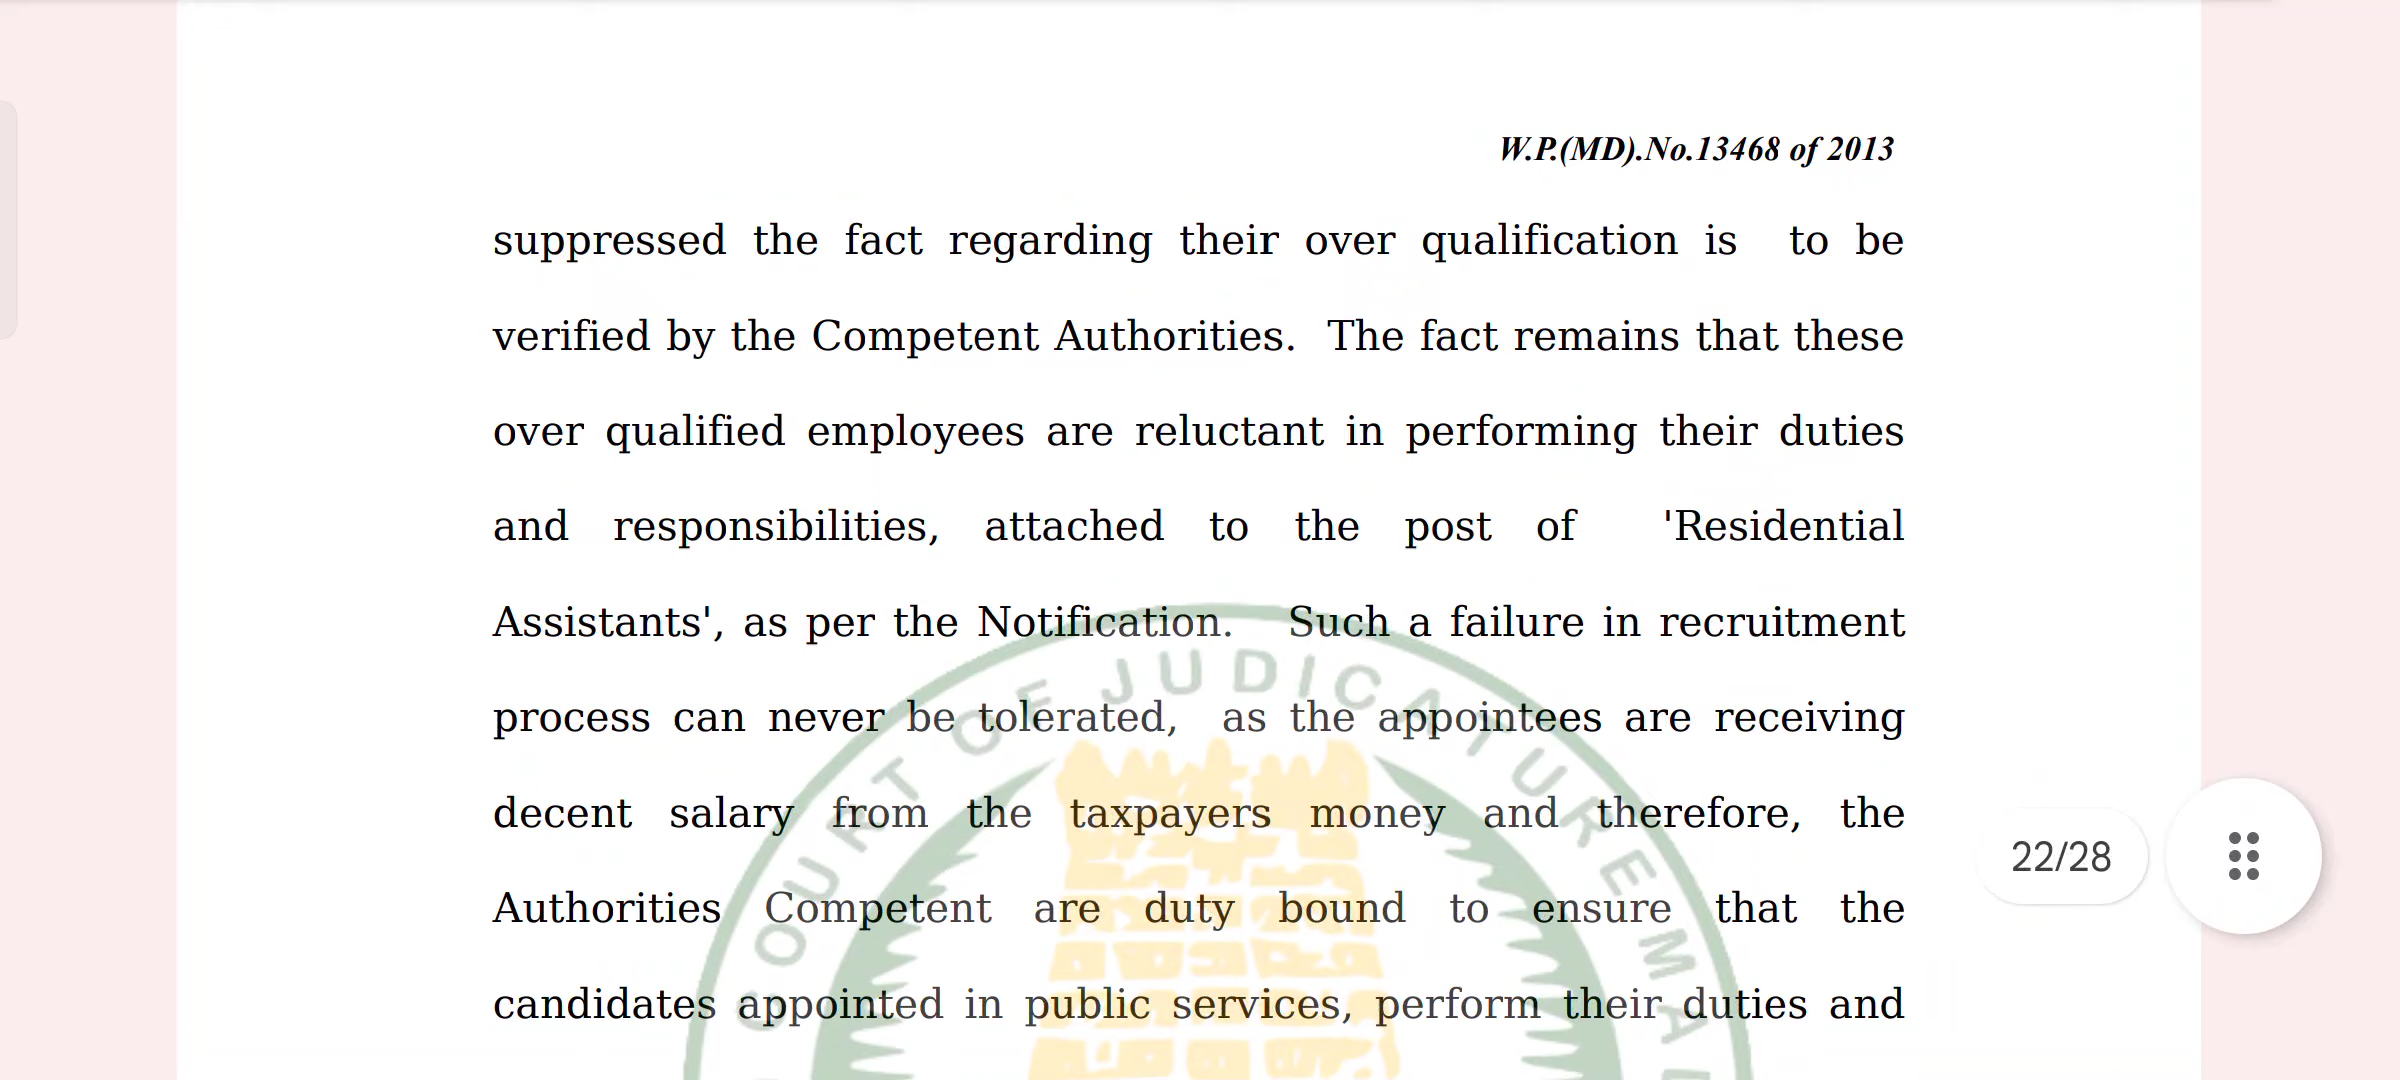 W.P.(MD).No.13468 of 2013
suppressed the fact regarding their over qualification is to be
verified by the Competent Authorities. The fact remains that these
over qualified employees are reluctant in performing their duties
and responsibilities, attached to the post of 'Residential
Assistants', as per the Notification. Such a failure in recruitment
process can never be tolerated, as the appointees are receiving
decent salary from the taxpayers money and therefore, the
Authorities Competent are duty bound to ensure that the
candidates appointed in public services, perform their duties and
COURT OF JUDICATURE MA
22/28